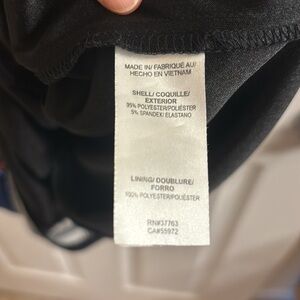 MADE IN/ FABRIQUÉ AU/
HECHO EN VIETNAM
SHELL/ COQUILLE/
EXTERIOR
95% POLYESTER/POLIÉSTER
5% SPANDEX/ ELASTANO
LINING/ DOUBLURE/
FORRO
100% POLYESTER/POLIÉSTER
RN#37763
CA#55972